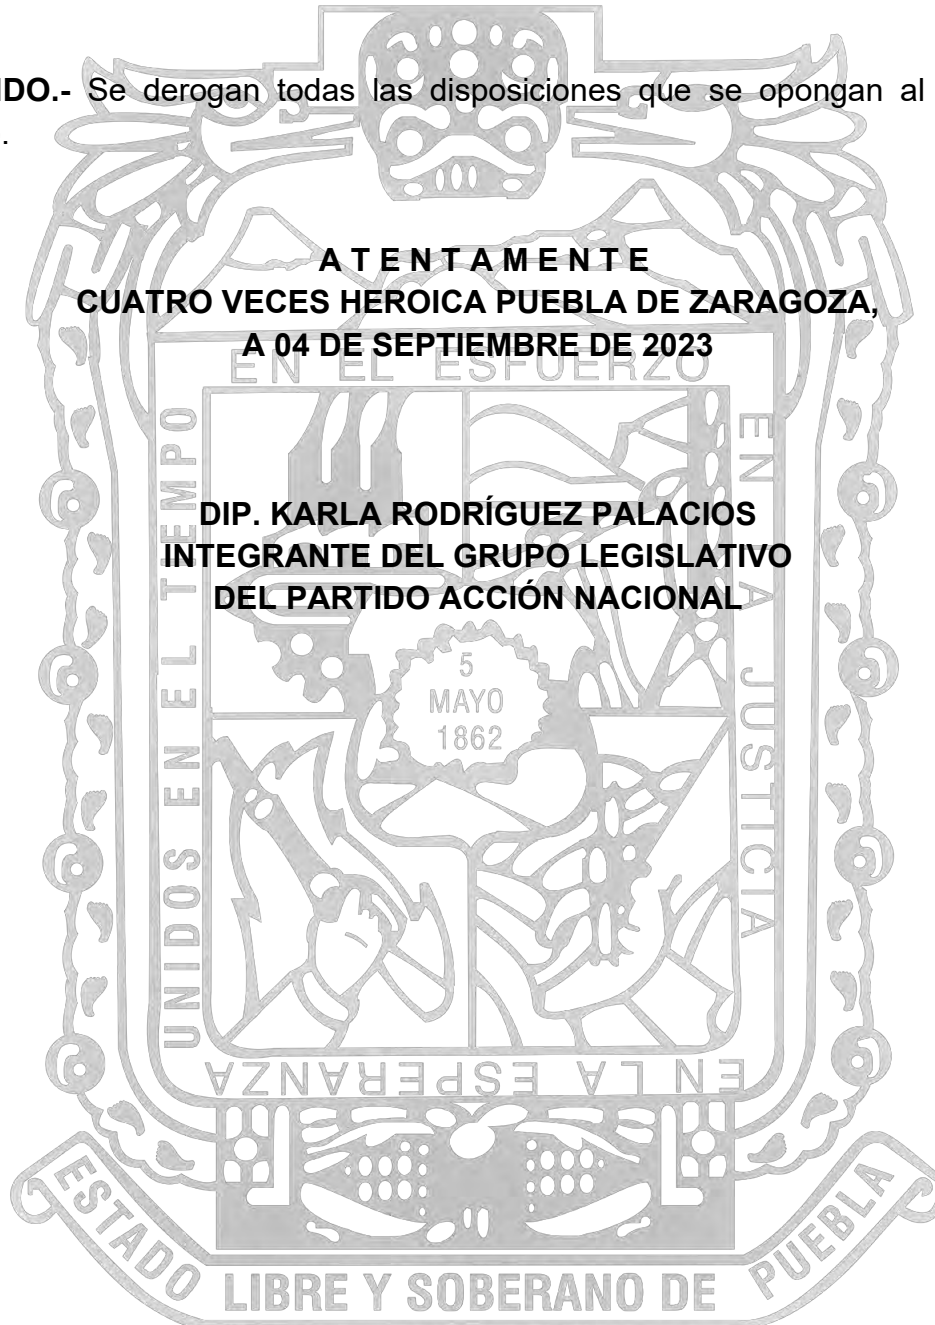 IDO.- Se derogan todas las disposiciones que se opongan al
.
A T E N T A M E N T E
CUATRO VECES HEROICA PUEBLA DE ZARAGOZA,
A 04 DE SEPTIEMBRE DE 2023
DIP. KARLA RODRÍGUEZ PALACIOS
INTEGRANTE DEL GRUPO LEGISLATIVO
DEL PARTIDO ACCIÓN NACIONAL
UNIDOS EN EL TIEMPO
EN EL ESFUERZO
EN LA JUSTICIA
EN LA ESPERANZA
5
MAYO
1862
ESTADO LIBRE Y SOBERANO DE PUEBLA